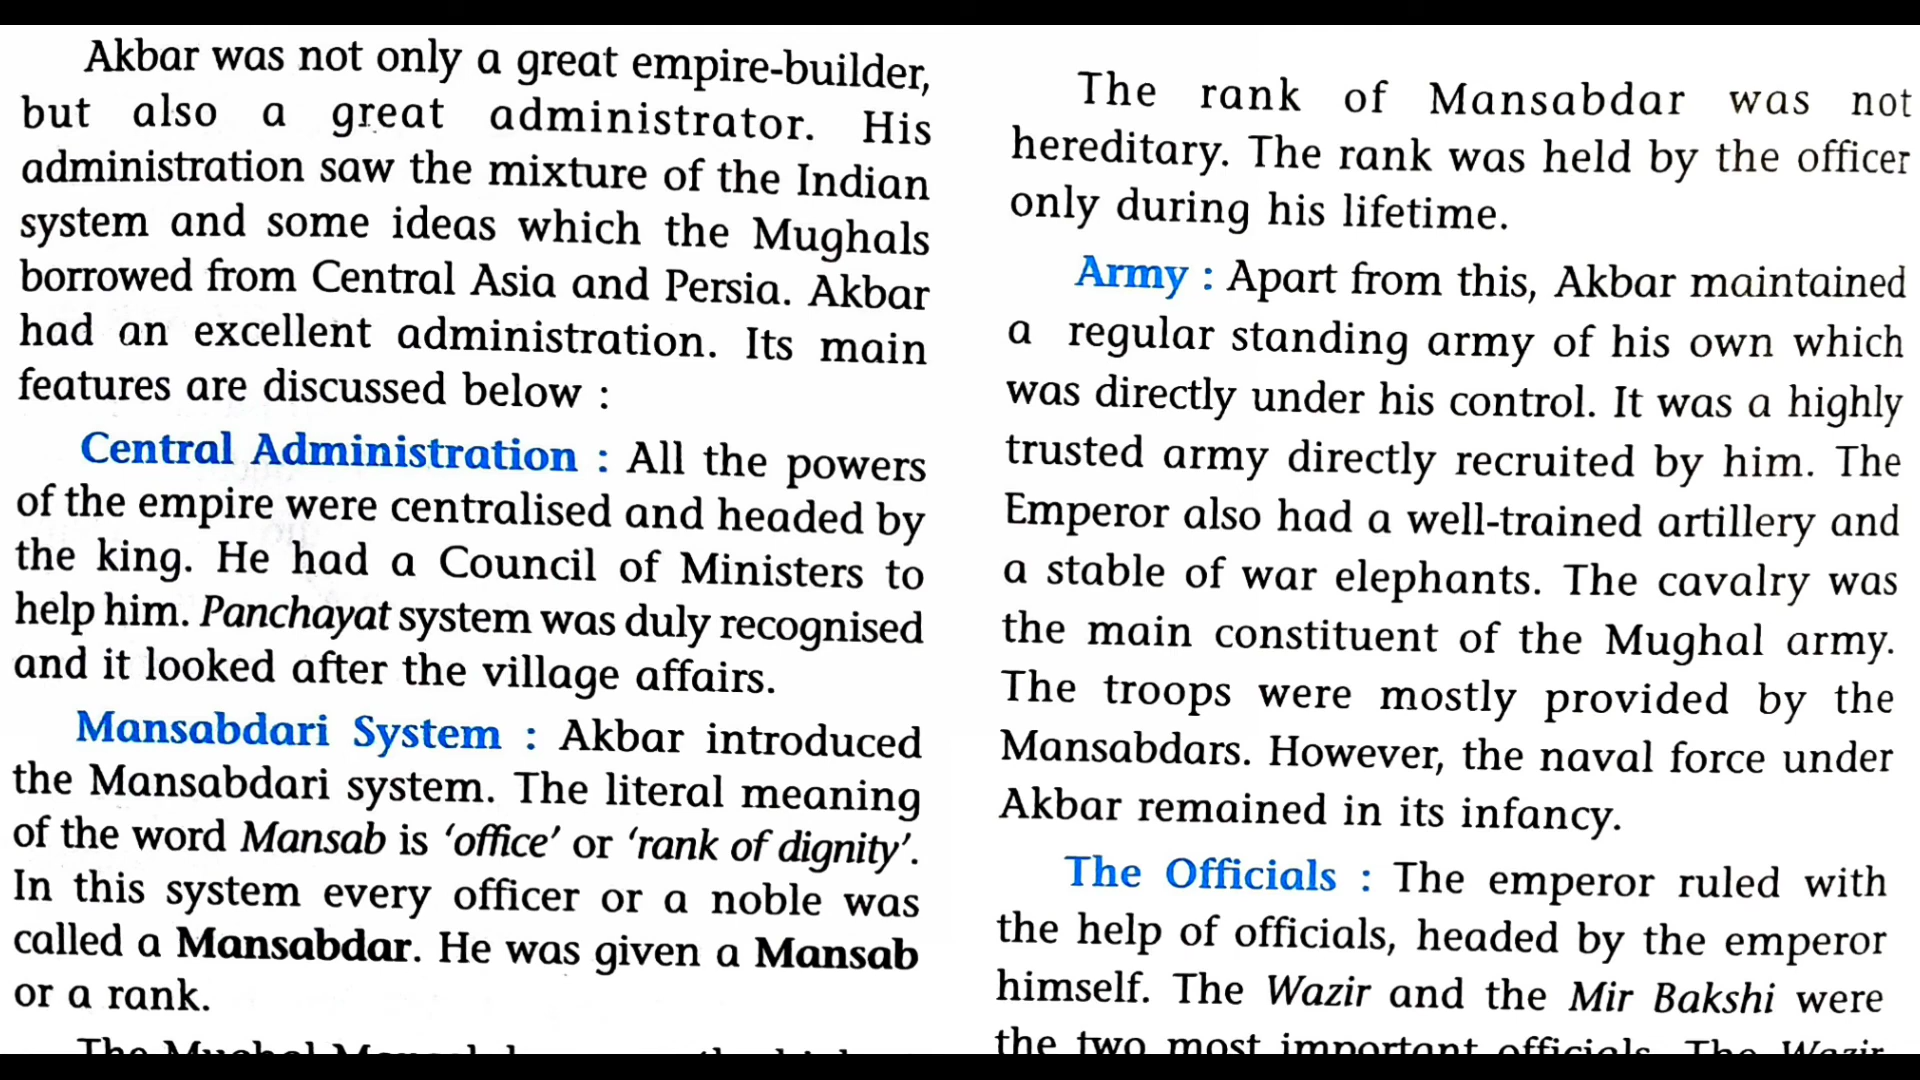 Akbar was not only a great empire-builder,
but also a great administrator. His
administration saw the mixture of the Indian
system and some ideas which the Mughals
borrowed from Central Asia and Persia. Akbar
had an excellent administration. Its main
features are discussed below :
Central Administration : All the powers
of the empire were centralised and headed by
the king. He had a Council of Ministers to
help him. Panchayat system was duly recognised
and it looked after the village affairs.
Mansabdari System : Akbar introduced
the Mansabdari system. The literal meaning
of the word Mansab is ‘office’ or ‘rank of dignity’.
In this system every officer or a noble was
called a Mansabdar. He was given a Mansab
or a rank.
The Mughal
The rank of Mansabdar was not
hereditary. The rank was held by the officer
only during his lifetime.
Army : Apart from this, Akbar maintained
a regular standing army of his own which
was directly under his control. It was a highly
trusted army directly recruited by him. The
Emperor also had a well-trained artillery and
a stable of war elephants. The cavalry was
the main constituent of the Mughal army.
The troops were mostly provided by the
Mansabdars. However, the naval force under
Akbar remained in its infancy.
The Officials : The emperor ruled with
the help of officials, headed by the emperor
himself. The Wazir and the Mir Bakshi were
the two most important officials. The Wazir